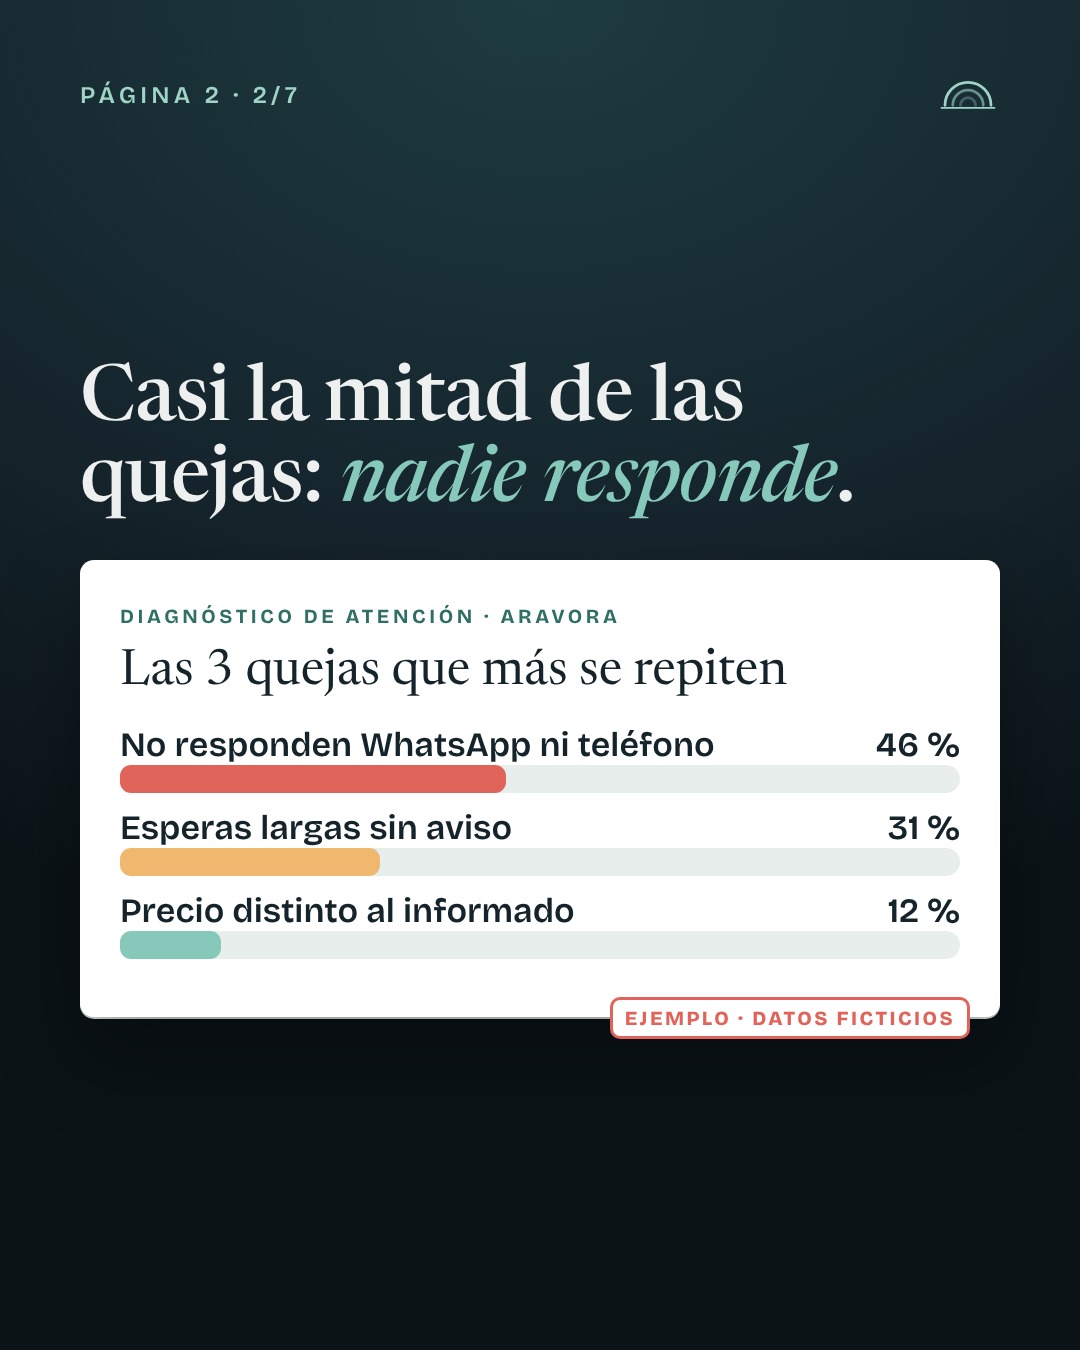 PÁGINA 2 · 2/7
Casi la mitad de las
quejas: nadie responde.
DIAGNÓSTICO DE ATENCIÓN · ARAVORA
Las 3 quejas que más se repiten
No responden WhatsApp ni teléfono 46 %
Esperas largas sin aviso 31 %
Precio distinto al informado 12 %
EJEMPLO · DATOS FICTICIOS